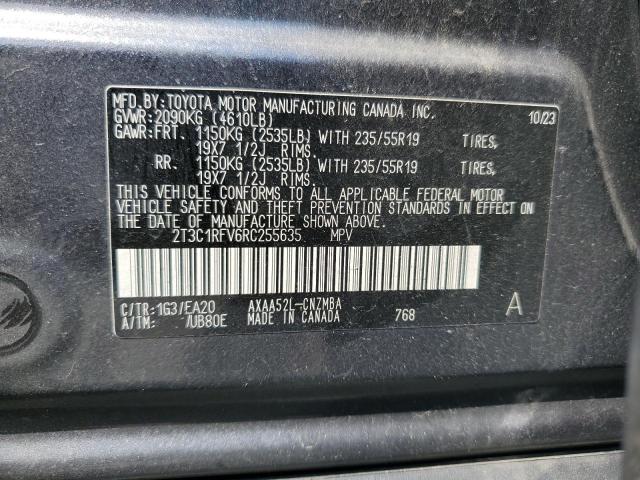 MFD.BY:TOYOTA MOTOR MANUFACTURING CANADA INC. 10/23
GVWR:2090KG (4610LB)
GAWR:FRT. 1150KG (2535LB) WITH 235/55R19 TIRES,
19X7 1/2J RIMS
RR. 1150KG (2535LB) WITH 235/55R19 TIRES,
19X7 1/2J RIMS
THIS VEHICLE CONFORMS TO ALL APPLICABLE FEDERAL MOTOR
VEHICLE SAFETY AND THEFT PREVENTION STANDARDS IN EFFECT ON
THE DATE OF MANUFACTURE SHOWN ABOVE.
2T3C1RFV6RC255635 MPV
C/TR:1G3/EA20 AXAA52L-CNZMBA A
A/TM: /UB80E MADE IN CANADA 768